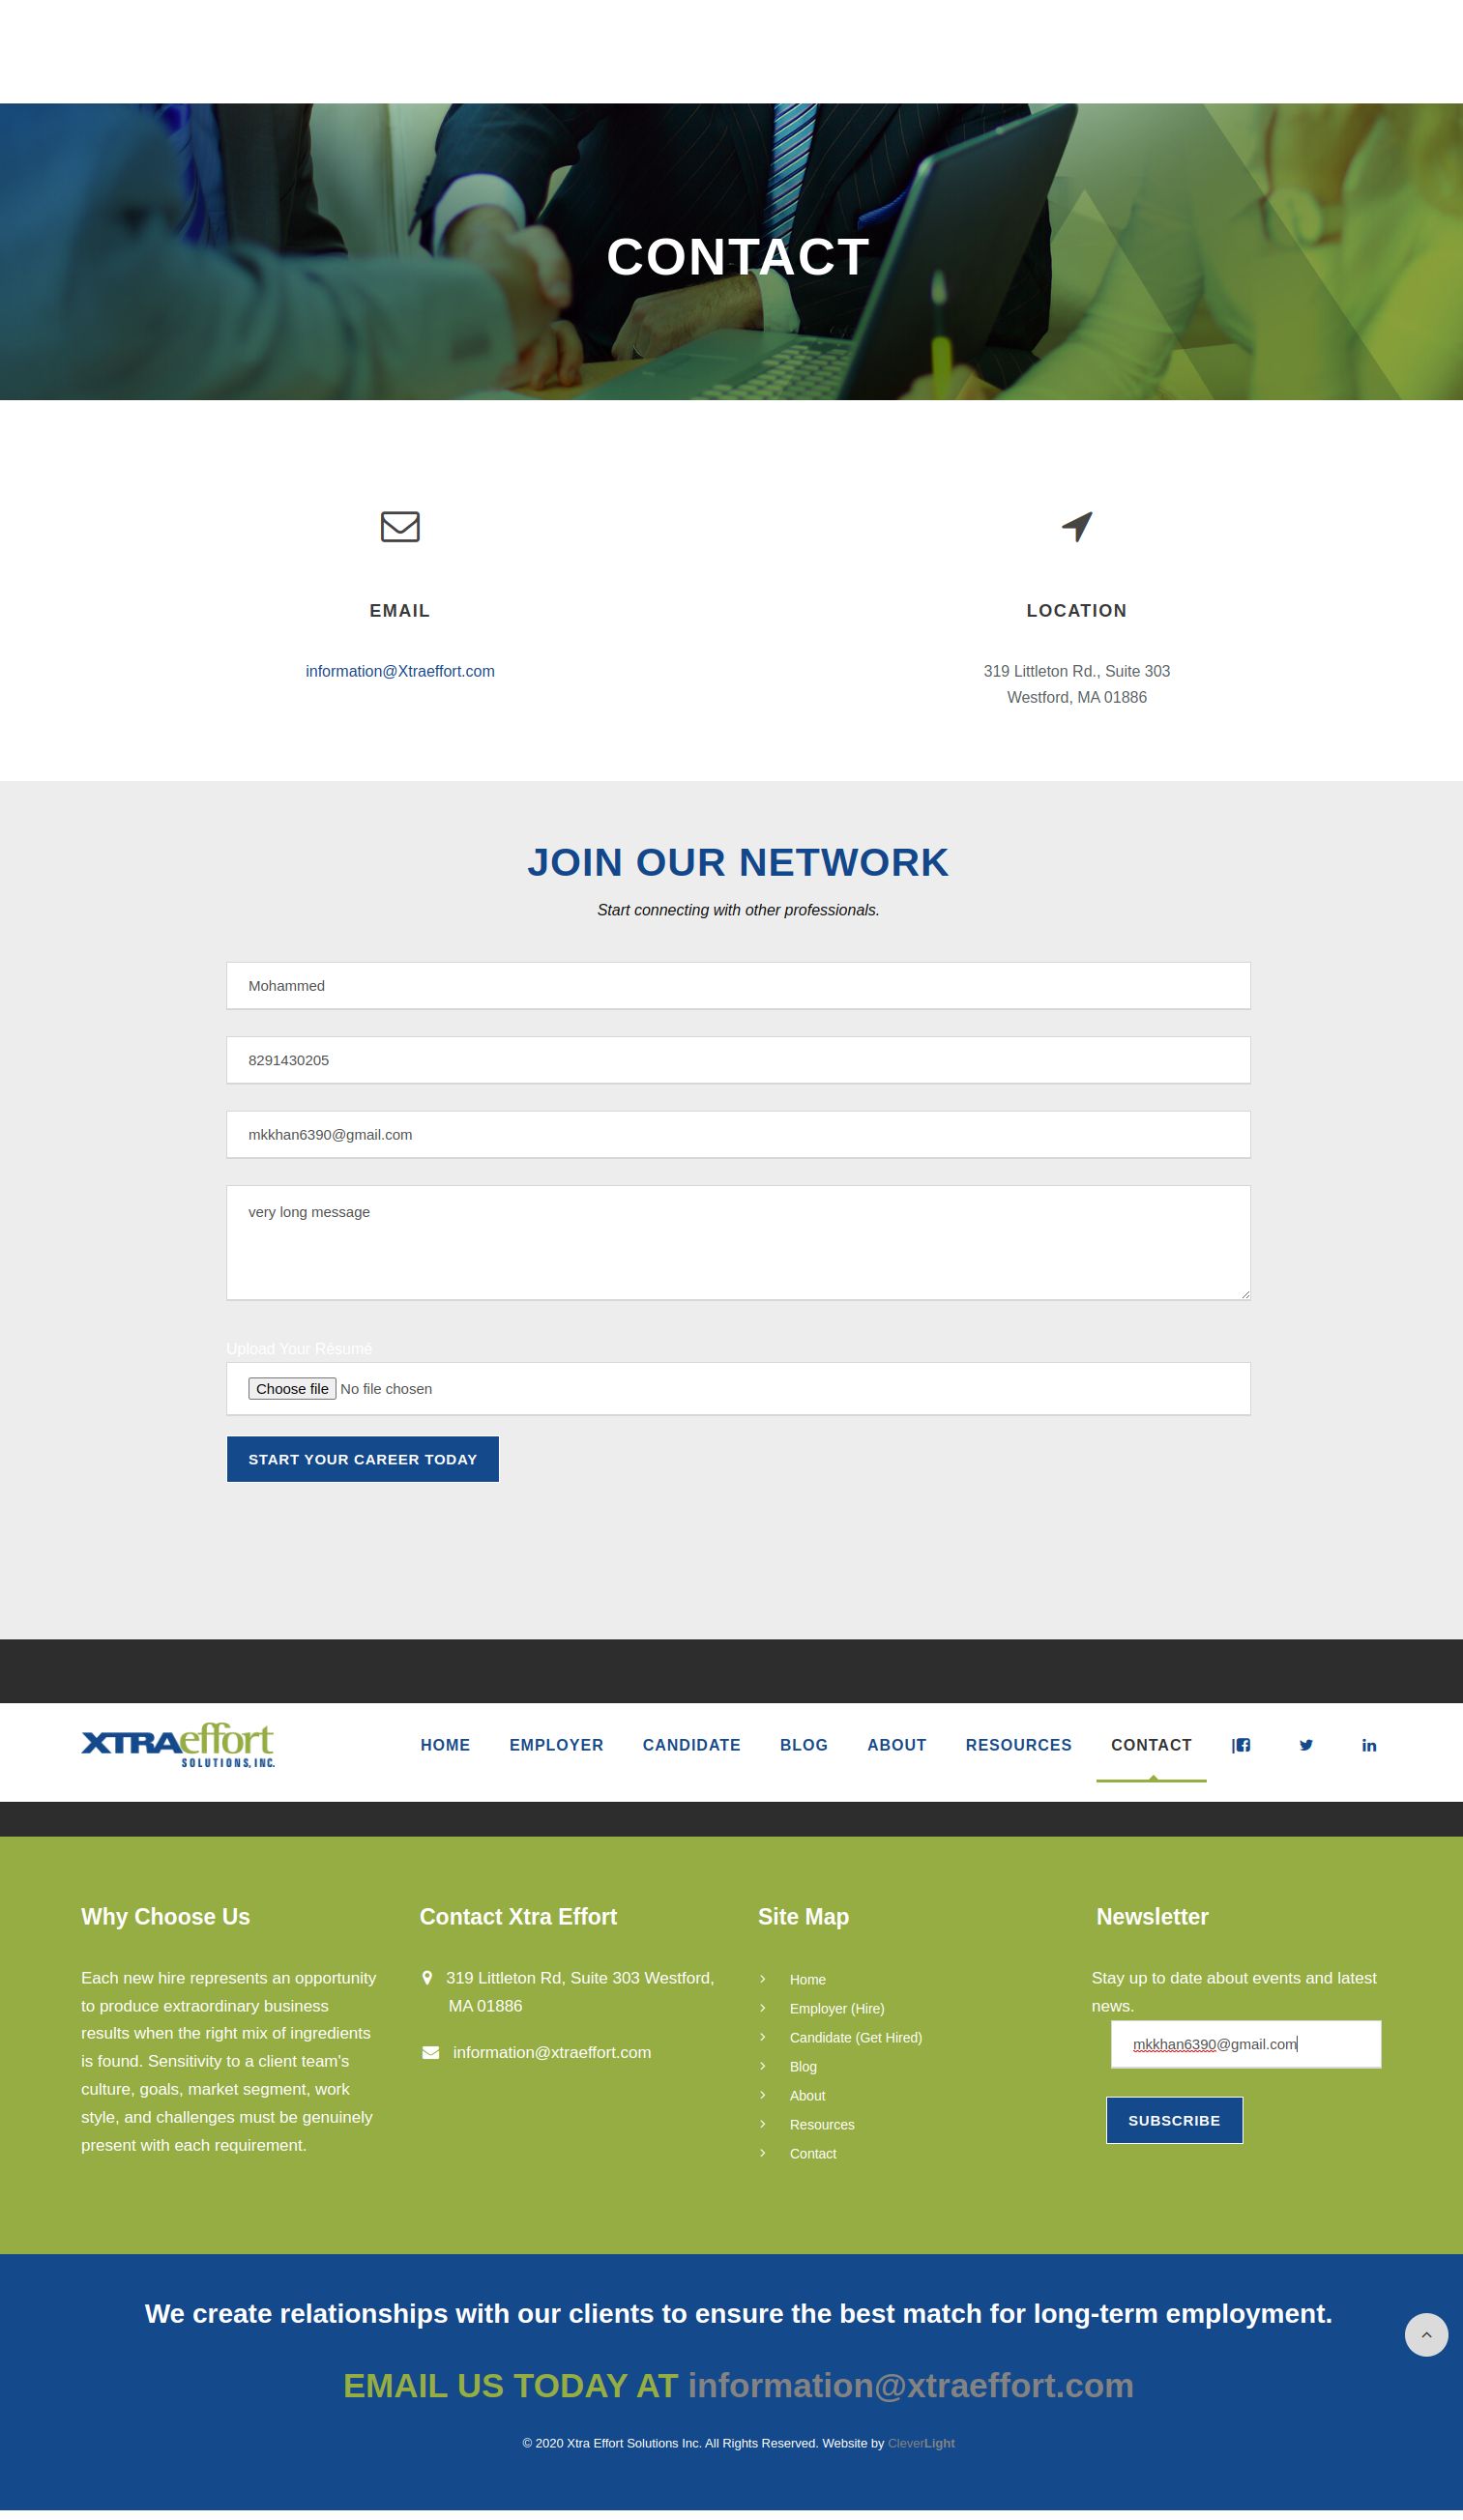 CONTACT
EMAIL
information@Xtraeffort.com
LOCATION
319 Littleton Rd., Suite 303
Westford, MA 01886
JOIN OUR NETWORK
Start connecting with other professionals.
Mohammed
8291430205
mkkhan6390@gmail.com
very long message
Upload Your Résumé
Choose file No file chosen
START YOUR CAREER TODAY
XTRAeffort
SOLUTIONS, INC.
HOME EMPLOYER CANDIDATE BLOG ABOUT RESOURCES CONTACT |
Why Choose Us
Each new hire represents an opportunity
to produce extraordinary business
results when the right mix of ingredients
is found. Sensitivity to a client team's
culture, goals, market segment, work
style, and challenges must be genuinely
present with each requirement.
Contact Xtra Effort
319 Littleton Rd, Suite 303 Westford,
MA 01886
information@xtraeffort.com
Site Map
Home
Employer (Hire)
Candidate (Get Hired)
Blog
About
Resources
Contact
Newsletter
Stay up to date about events and latest
news.
mkkhan6390@gmail.com
SUBSCRIBE
We create relationships with our clients to ensure the best match for long-term employment.
EMAIL US TODAY AT information@xtraeffort.com
© 2020 Xtra Effort Solutions Inc. All Rights Reserved. Website by CleverLight